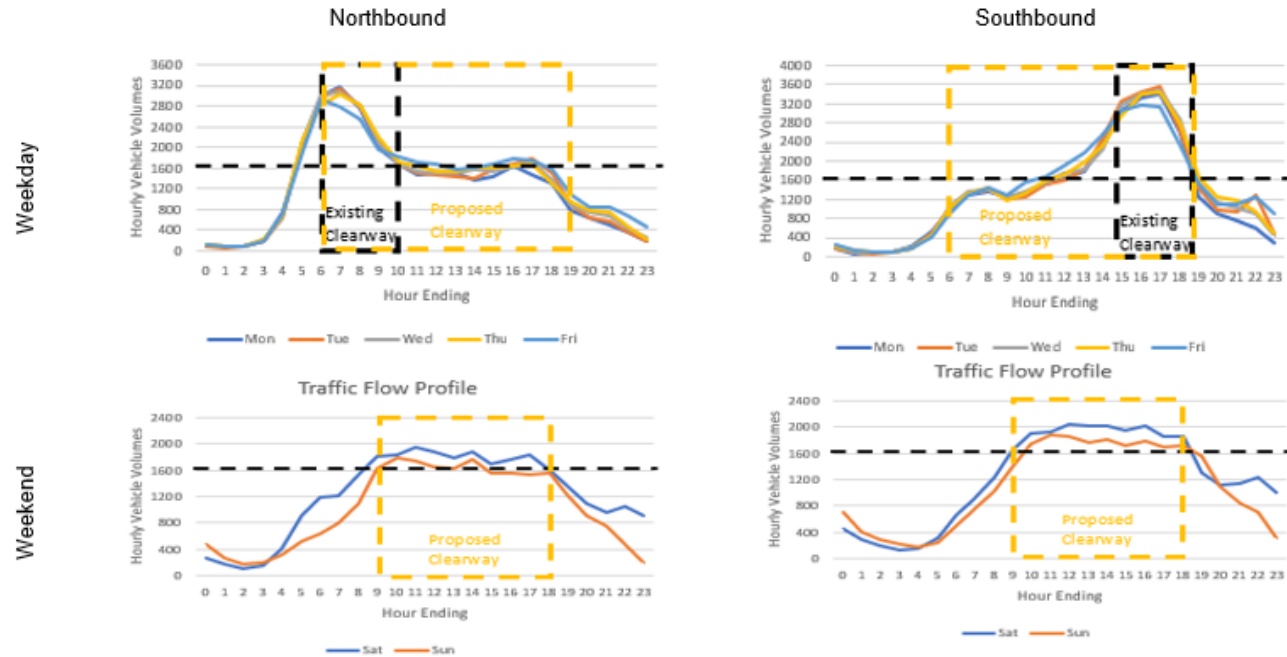 Northbound
Southbound
Weekday
Hourly Vehicle Volumes
3600
3200
2800
2400
2000
1600
1200
800
400
0
Existing
Clearway
Proposed
Clearway
0 1 2 3 4 5 6 7 8 9 10 11 12 13 14 15 16 17 18 19 20 21 22 23
Hour Ending
Mon Tue Wed Thu Fri
Hourly Vehicle Volumes
4000
3600
3200
2800
2400
2000
1600
1200
800
400
0
Proposed
Clearway
Existing
Clearway
0 1 2 3 4 5 6 7 8 9 10 11 12 13 14 15 16 17 18 19 20 21 22 23
Hour Ending
Mon Tue Wed Thu Fri
Weekend
Traffic Flow Profile
Hourly Vehicle Volumes
2400
2000
1600
1200
800
400
0
Proposed
Clearway
0 1 2 3 4 5 6 7 8 9 10 11 12 13 14 15 16 17 18 19 20 21 22 23
Hour Ending
Sat Sun
Traffic Flow Profile
Hourly Vehicle Volumes
2400
2000
1600
1200
800
400
0
Proposed
Clearway
0 1 2 3 4 5 6 7 8 9 10 11 12 13 14 15 16 17 18 19 20 21 22 23
Hour Ending
Sat Sun